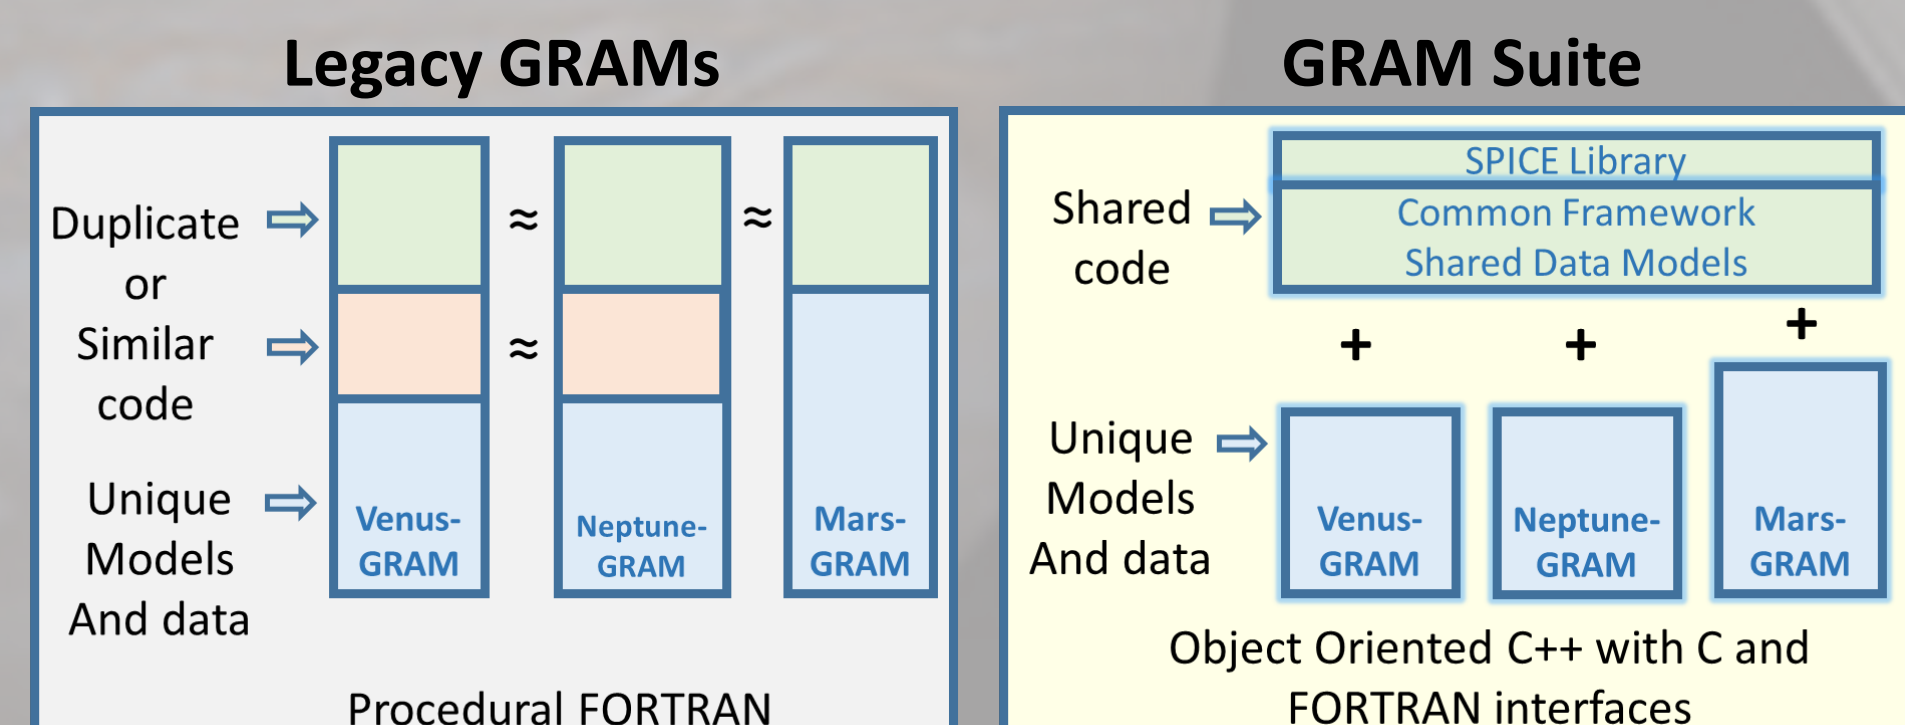 Legacy GRAMs
Duplicate
or
Similar
code
Unique
Models
And data
≈
≈
≈
Venus-
GRAM
Neptune-
GRAM
Mars-
GRAM
Procedural FORTRAN
GRAM Suite
Shared
code
SPICE Library
Common Framework
Shared Data Models
+
+
+
Unique
Models
And data
Venus-
GRAM
Neptune-
GRAM
Mars-
GRAM
Object Oriented C++ with C and
FORTRAN interfaces